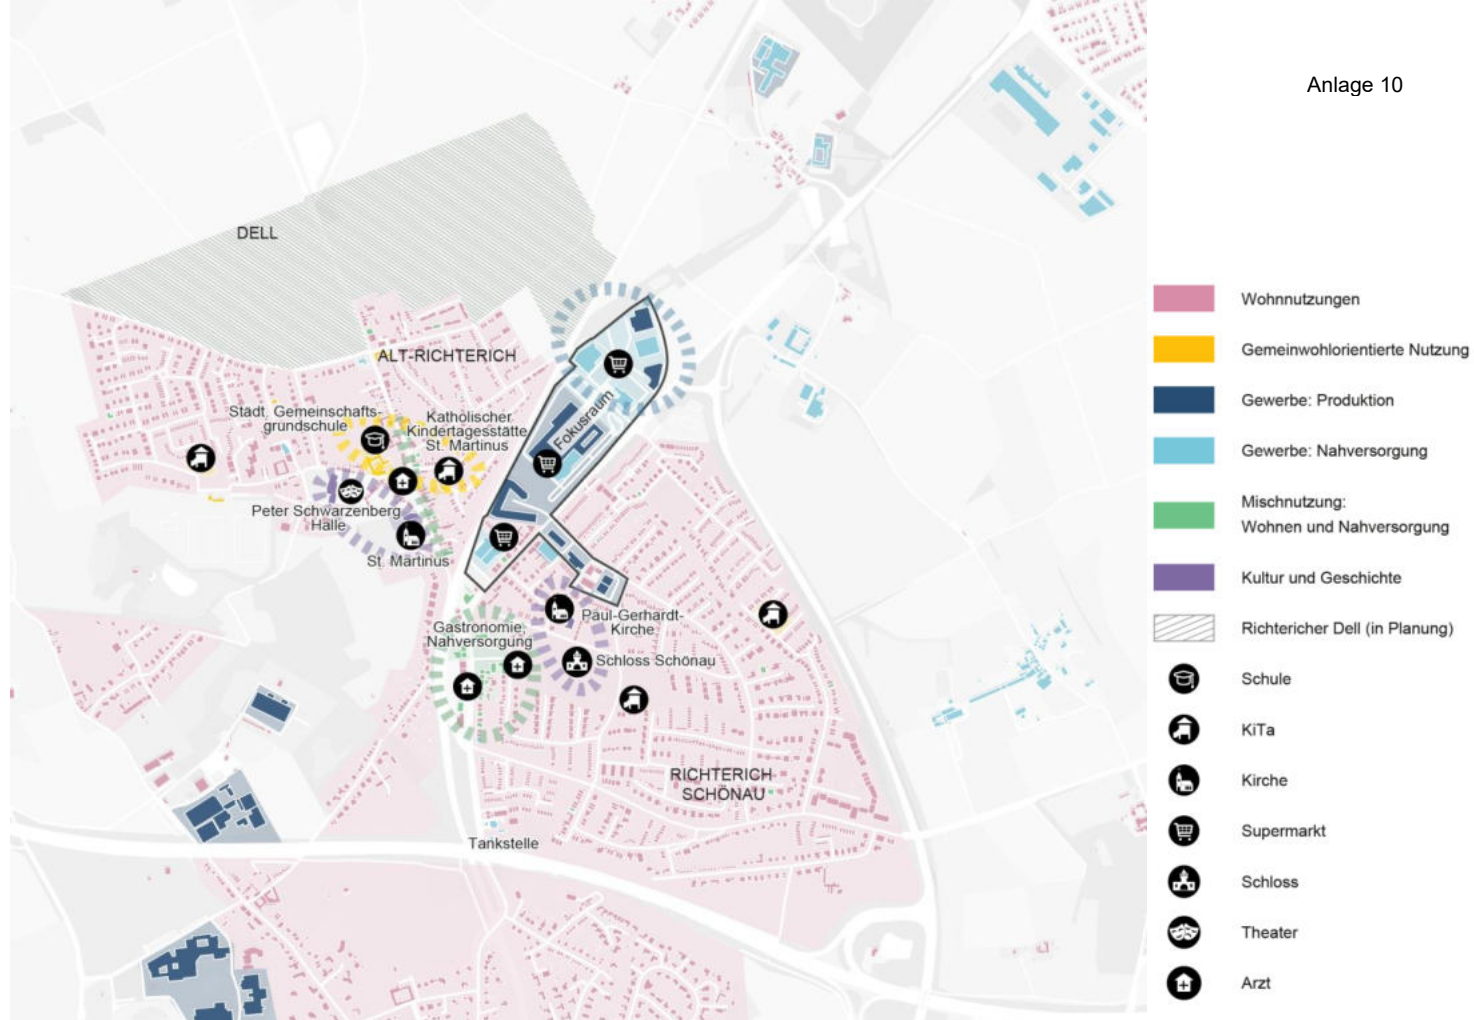 Anlage 10
DELL
ALT-RICHTERICH
Städt. Gemeinschafts-
grundschule
Katholischer
Kindertagesstätte
St. Martinus
Fokusraum
Peter Schwarzenberg
Halle
St. Martinus
Gastronomie,
Nahversorgung
Paul-Gerhardt-
Kirche
Schloss Schönau
RICHTERICH
SCHÖNAU
Tankstelle
Wohnnutzungen
Gemeinwohlorientierte Nutzung
Gewerbe: Produktion
Gewerbe: Nahversorgung
Mischnutzung:
Wohnen und Nahversorgung
Kultur und Geschichte
Richtericher Dell (in Planung)
Schule
KiTa
Kirche
Supermarkt
Schloss
Theater
Arzt